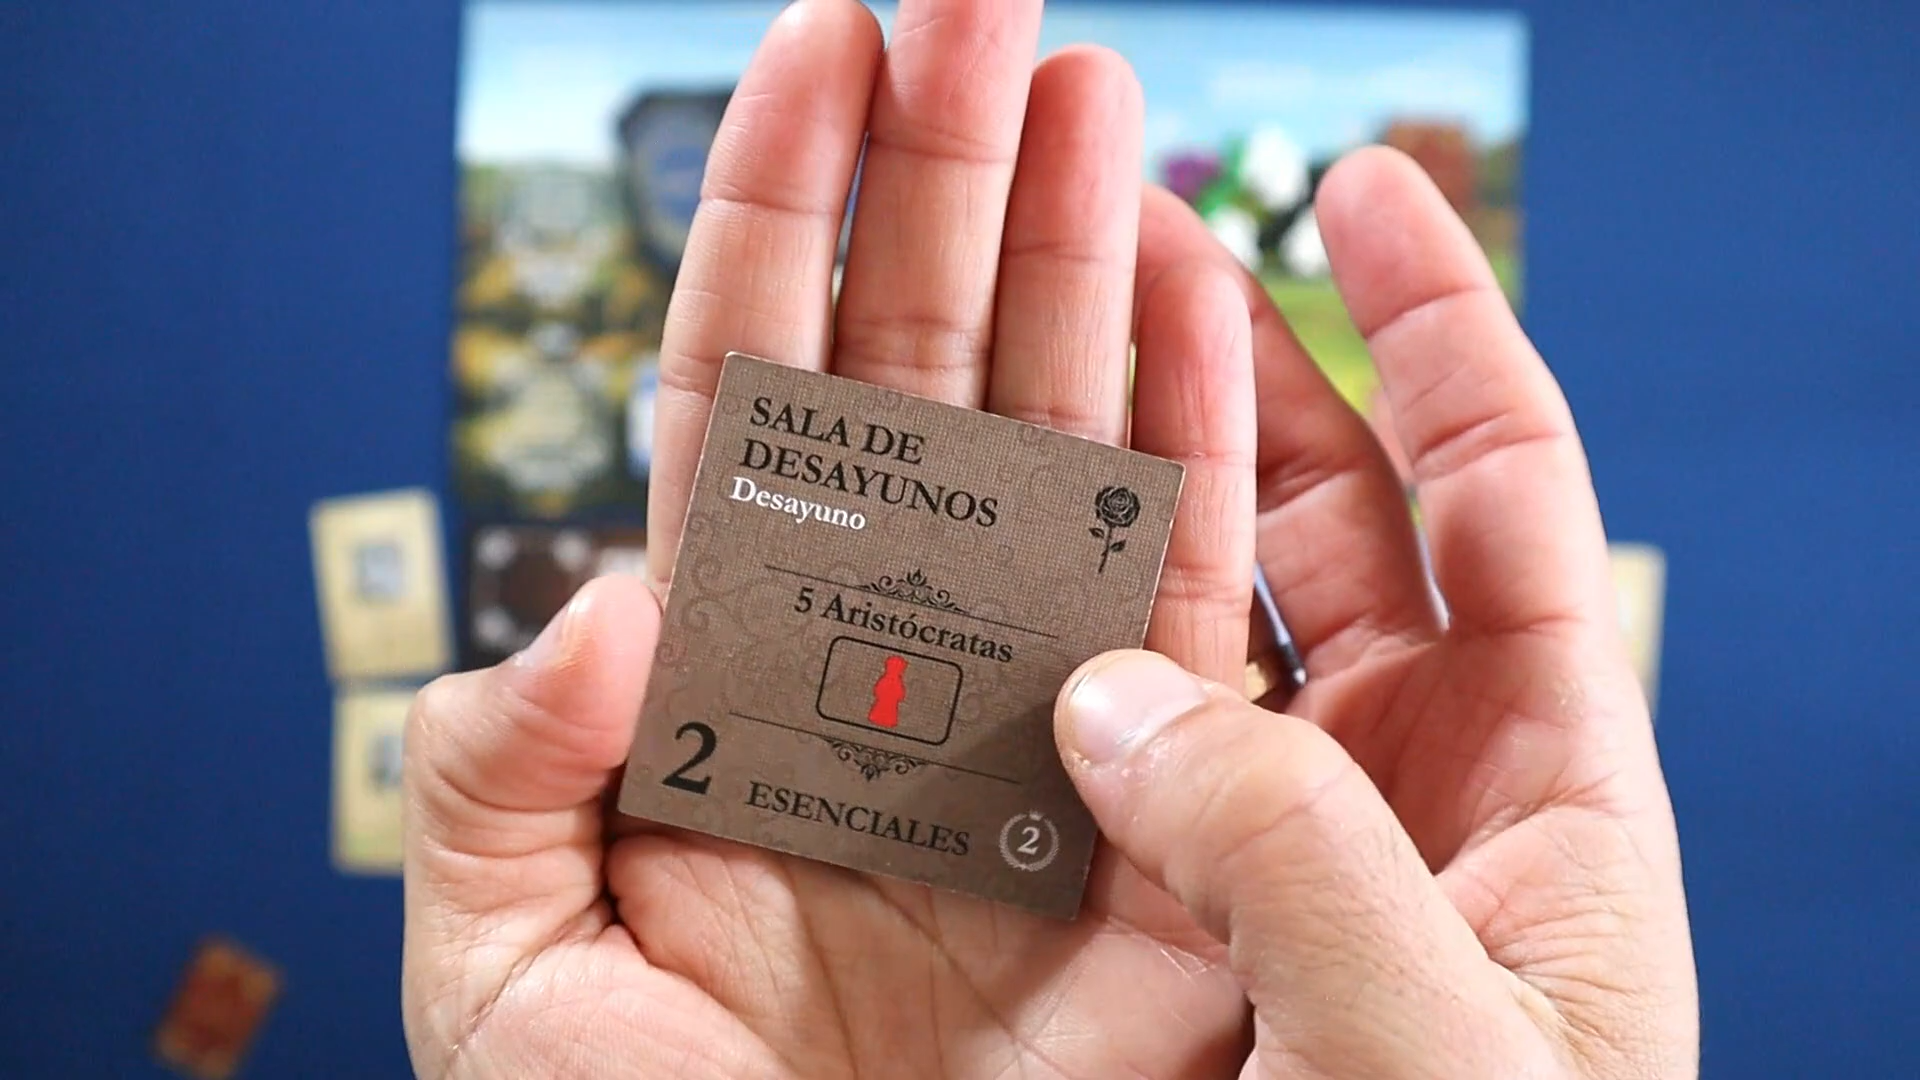 SALA DE
DESAYUNOS
Desayuno
5 Aristócratas
2
ESENCIALES
2